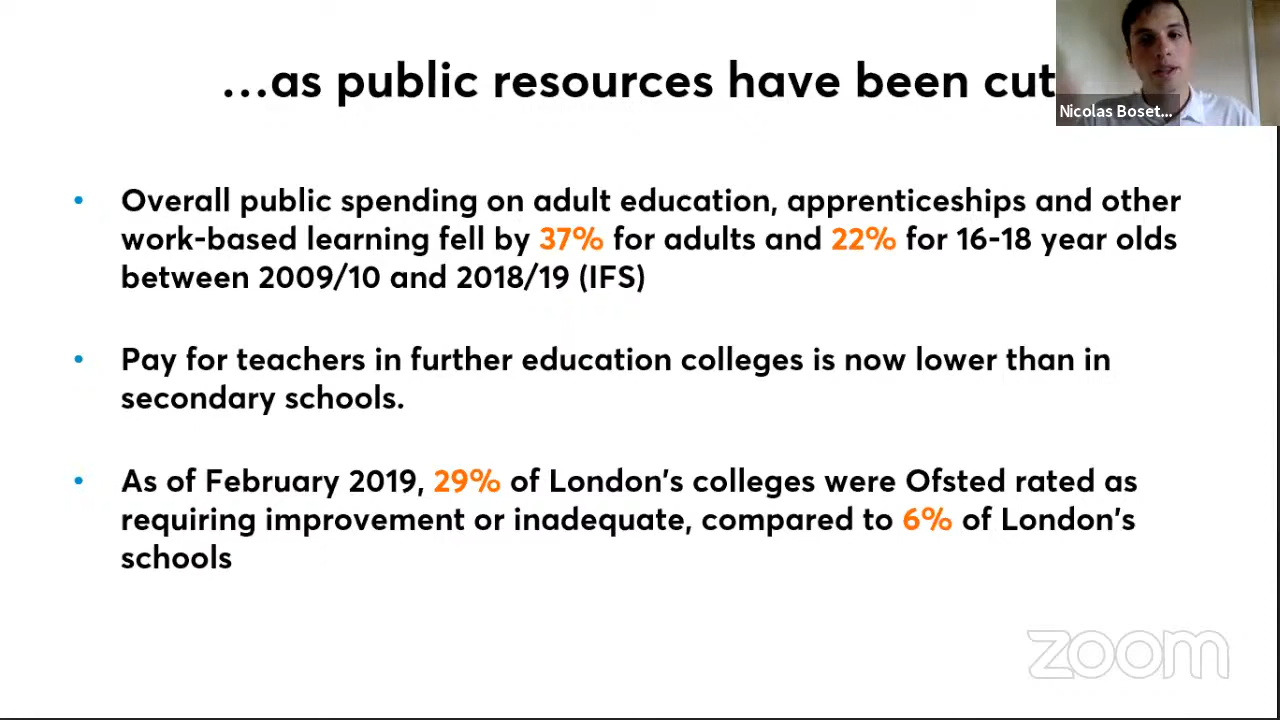 ...as public resources have been cut
Nicolas Boset...
• Overall public spending on adult education, apprenticeships and other
work-based learning fell by 37% for adults and 22% for 16-18 year olds
between 2009/10 and 2018/19 (IFS)
• Pay for teachers in further education colleges is now lower than in
secondary schools.
• As of February 2019, 29% of London's colleges were Ofsted rated as
requiring improvement or inadequate, compared to 6% of London's
schools
zoom